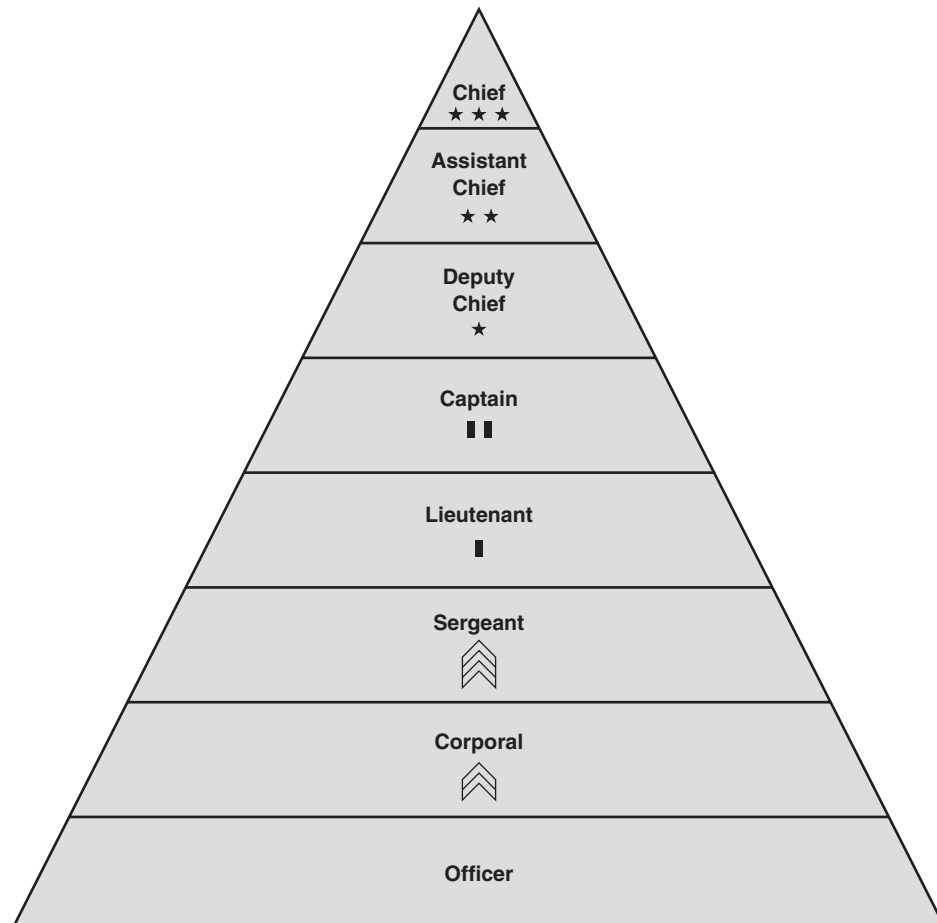 Chief
Assistant
Chief
Deputy
Chief
Captain
Lieutenant
Sergeant
Corporal
Officer